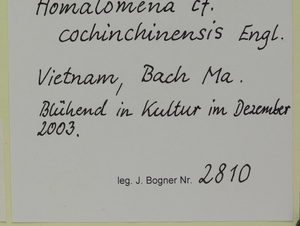 Homalomena cf.
cochinchinensis Engl.
Vietnam, Bach Ma.
Blühend in Kultur im Dezember
2003.
leg. J. Bogner Nr. 2810